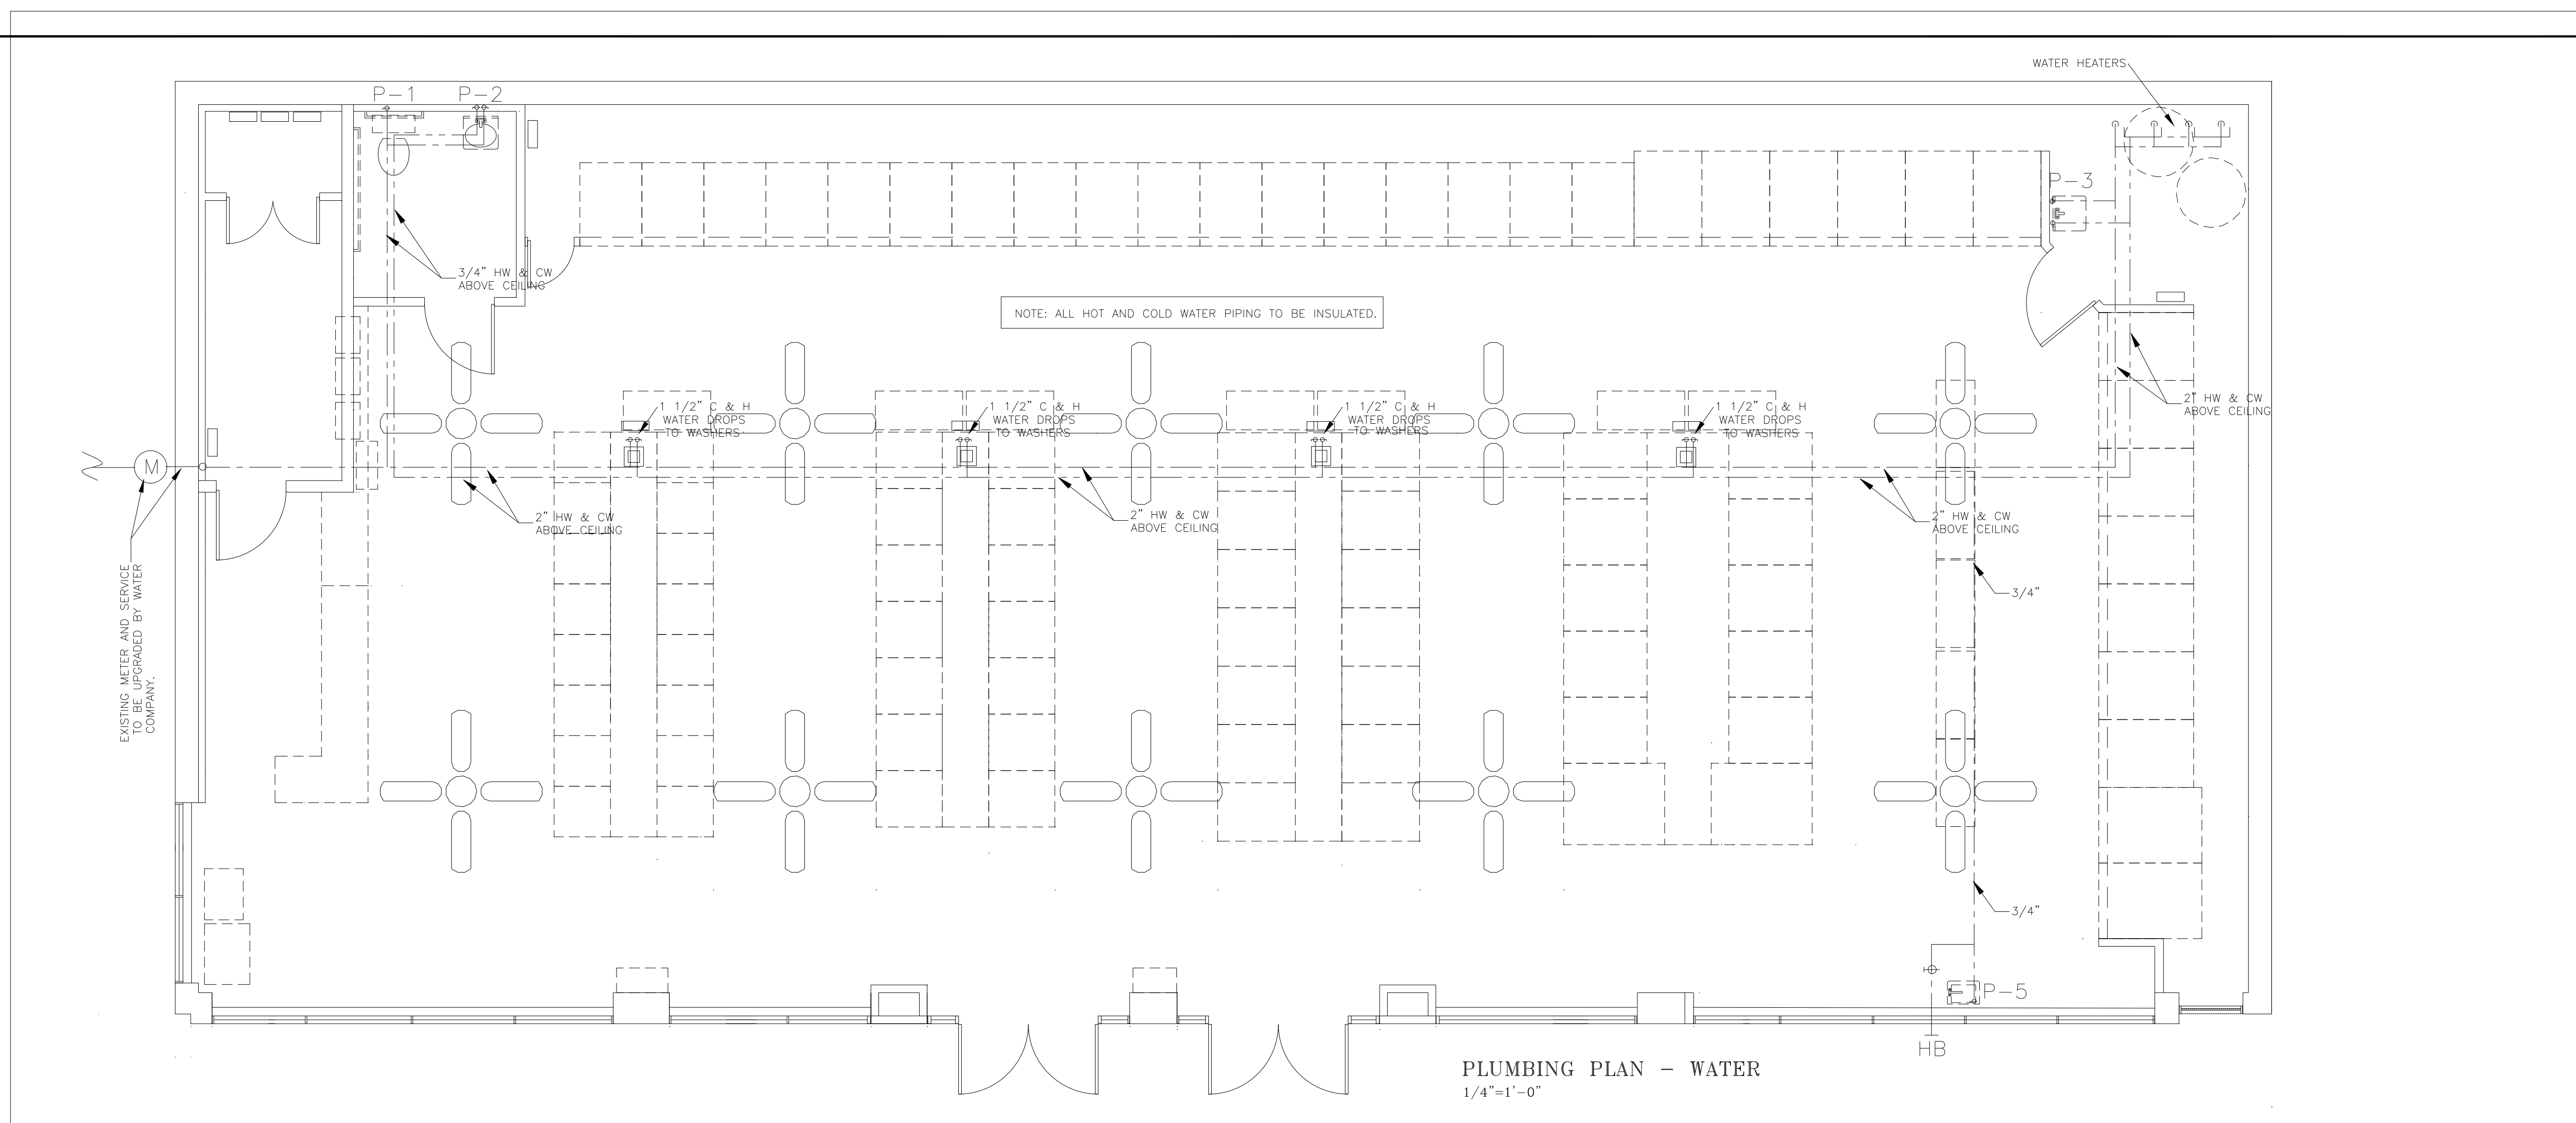 WATER HEATERS
P-1
P-2
P-3
3/4" HW & CW
ABOVE CEILING
NOTE: ALL HOT AND COLD WATER PIPING TO BE INSULATED.
1 1/2" C & H
WATER DROPS
TO WASHERS
1 1/2" C & H
WATER DROPS
TO WASHERS
1 1/2" C & H
WATER DROPS
TO WASHERS
1 1/2" C & H
WATER DROPS
TO WASHERS
2" HW & CW
ABOVE CEILING
M
2" HW & CW
ABOVE CEILING
2" HW & CW
ABOVE CEILING
2" HW & CW
ABOVE CEILING
EXISTING METER AND SERVICE
TO BE UPGRADED BY WATER
COMPANY.
3/4"
3/4"
P-5
HB
PLUMBING PLAN - WATER
1/4"=1'-0"